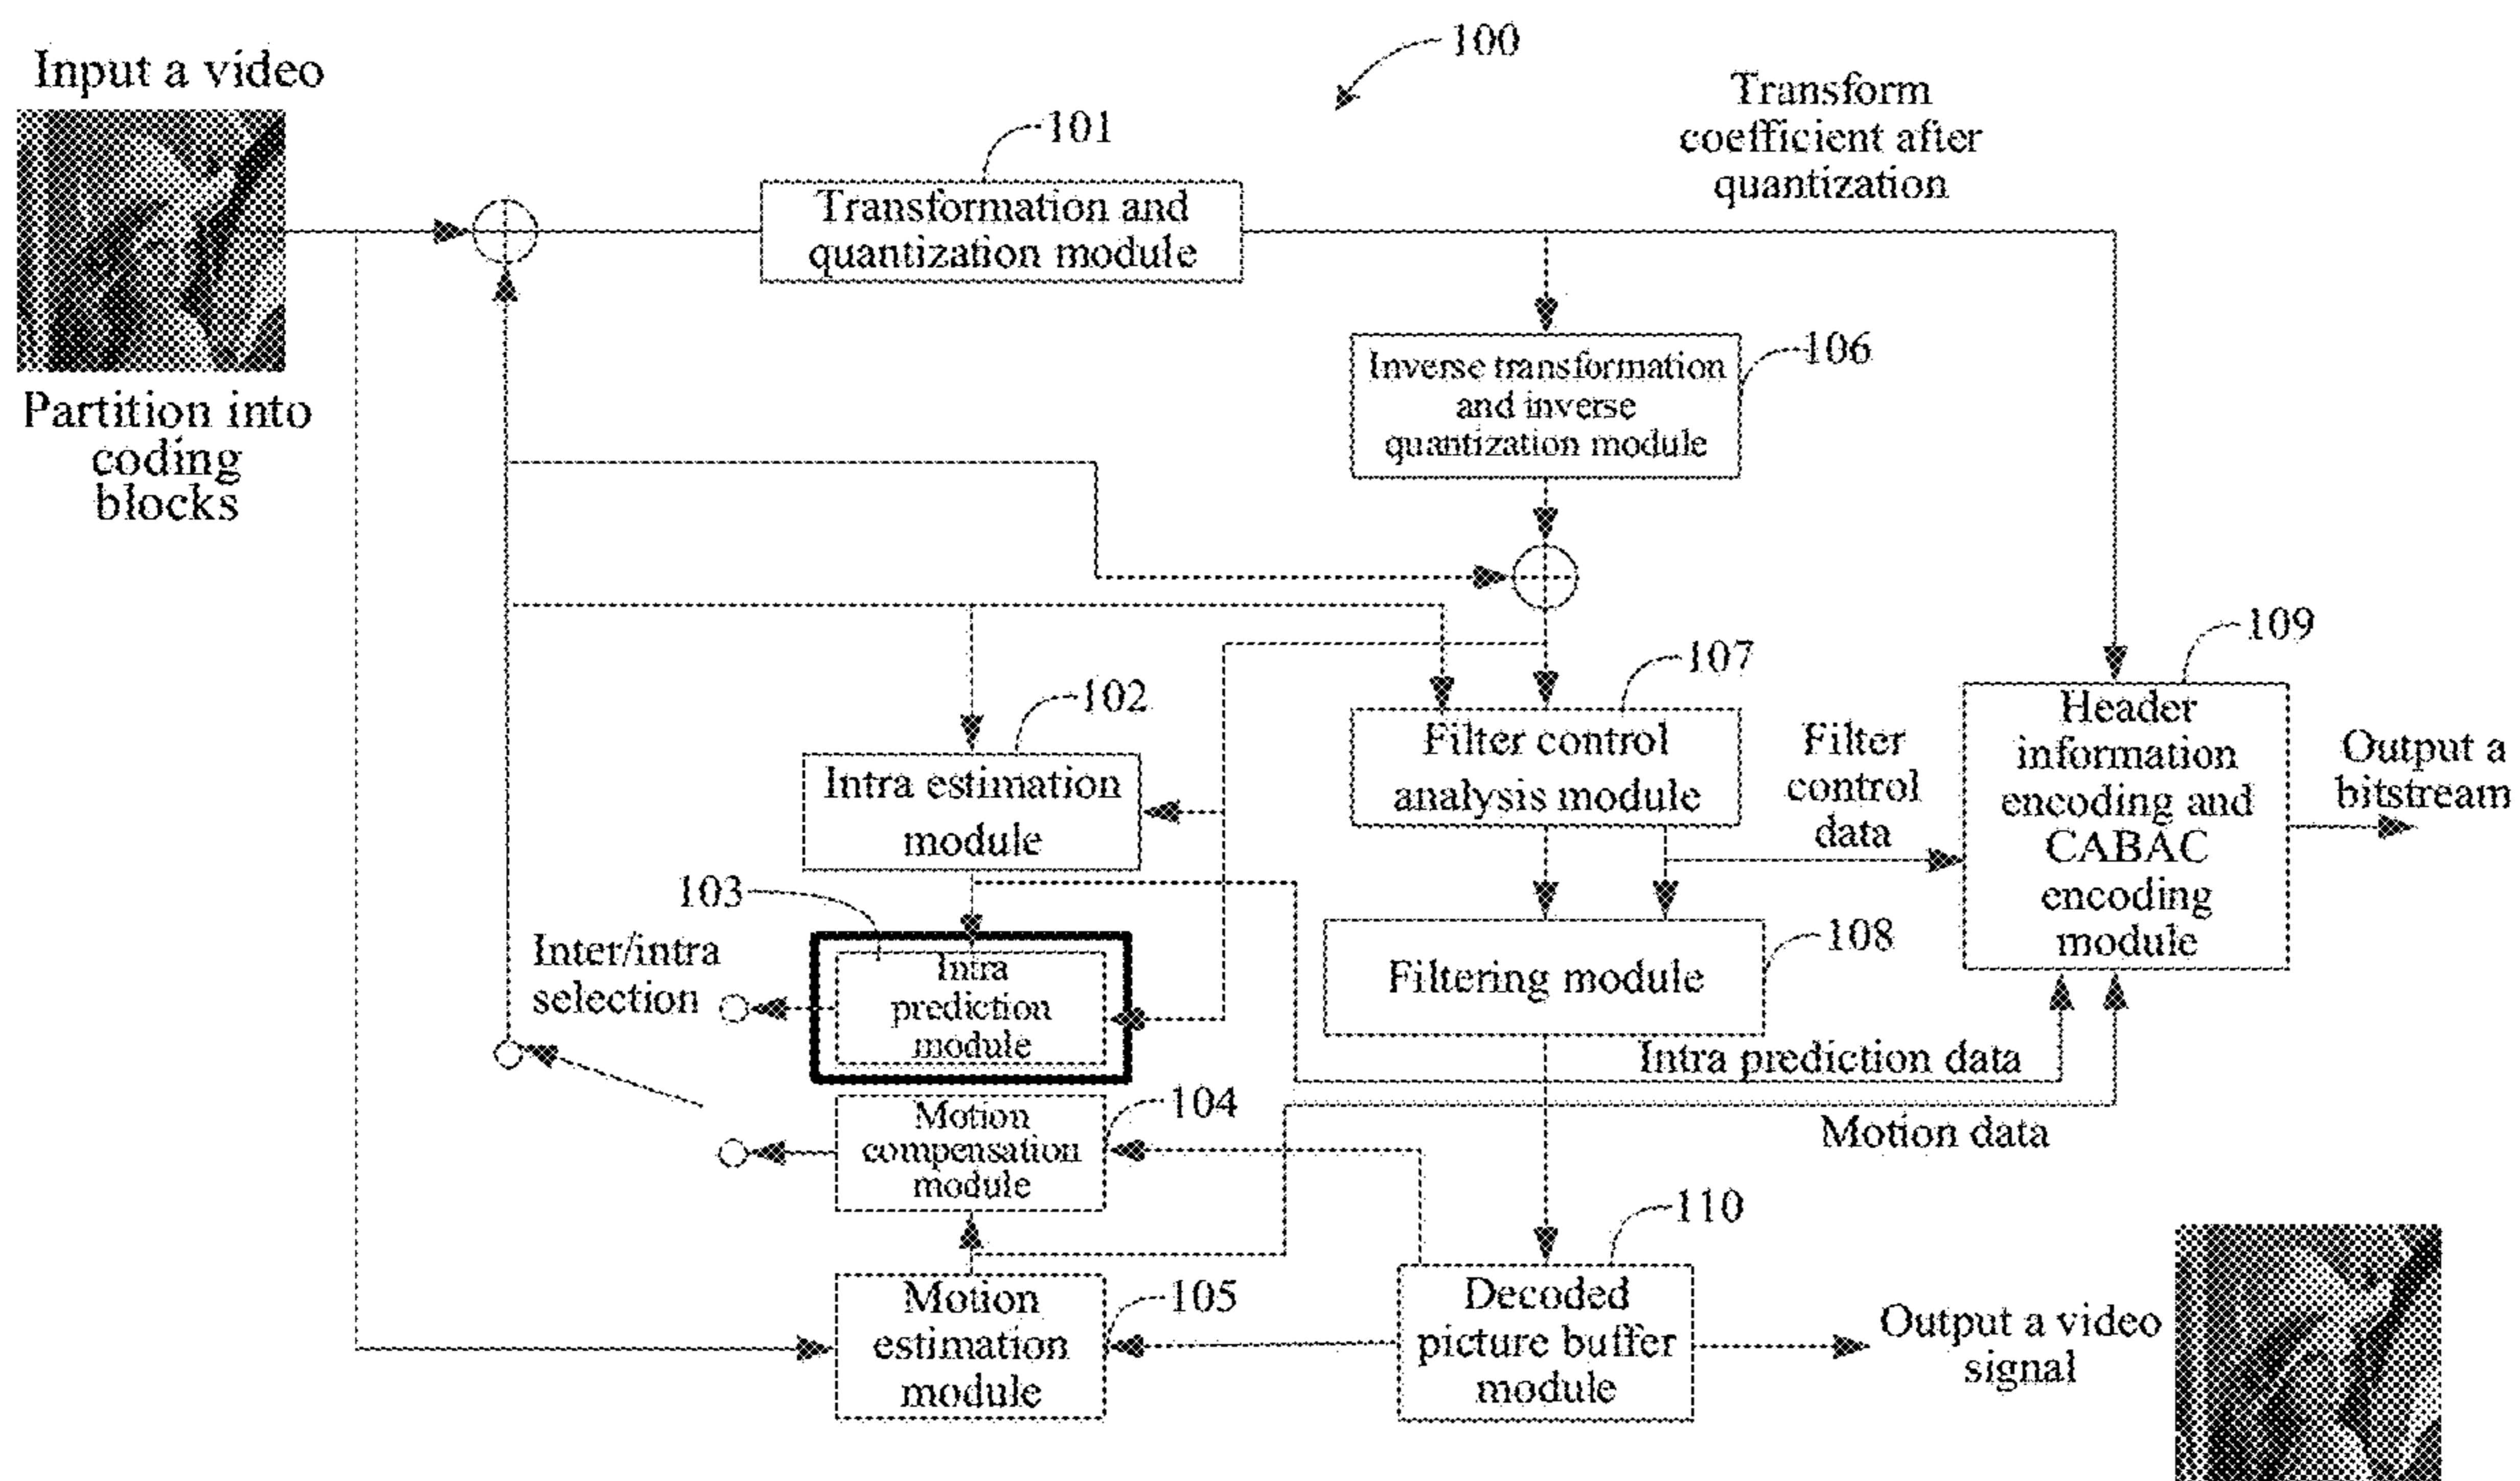 100
Input a video
Transform
coefficient after
quantization
101
Transformation and
quantization module
106
Inverse transformation
and inverse
quantization module
Partition into
coding
blocks
109
107
102
Header
information
encoding and
CABAC
encoding
module
Filter control
analysis module
Filter
control
data
Output a
bitstream
Intra estimation
module
103
Inter/intra
selection
Intra
prediction
module
108
Filtering module
Intra prediction data
104
Motion
compensation
module
Motion data
110
105
Motion
estimation
module
Decoded
picture buffer
module
Output a video
signal